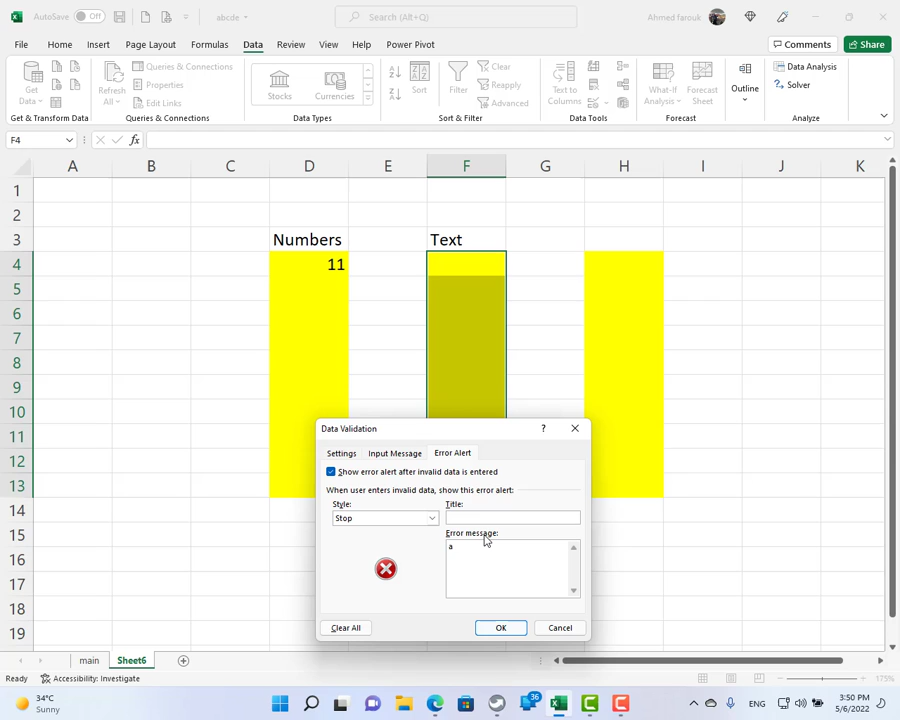 AutoSave Off abcde Search (Alt+Q) Ahmed farouk
File Home Insert Page Layout Formulas Data Review View Help Power Pivot Comments Share
Get Data
Refresh All
Queries & Connections
Properties
Edit Links
Stocks Currencies
Sort Filter
Clear
Reapply
Advanced
Text to Columns
What-If Analysis
Forecast Sheet
Outline
Data Analysis
Solver
Get & Transform Data Queries & Connections Data Types Sort & Filter Data Tools Forecast Analyze
F4 fx
A B C D E F G H I J K
1
2
3 Numbers Text
4 11
5
6
7
8
9
10
11
12
13
14
15
16
17
18
19
Data Validation ?
Settings Input Message Error Alert
Show error alert after invalid data is entered
When user enters invalid data, show this error alert:
Style: Title:
Stop
Error message:
a
Clear All OK Cancel
main Sheet6
Ready Accessibility: Investigate 175%
34°C
Sunny
36
ENG
3:50 PM
5/6/2022